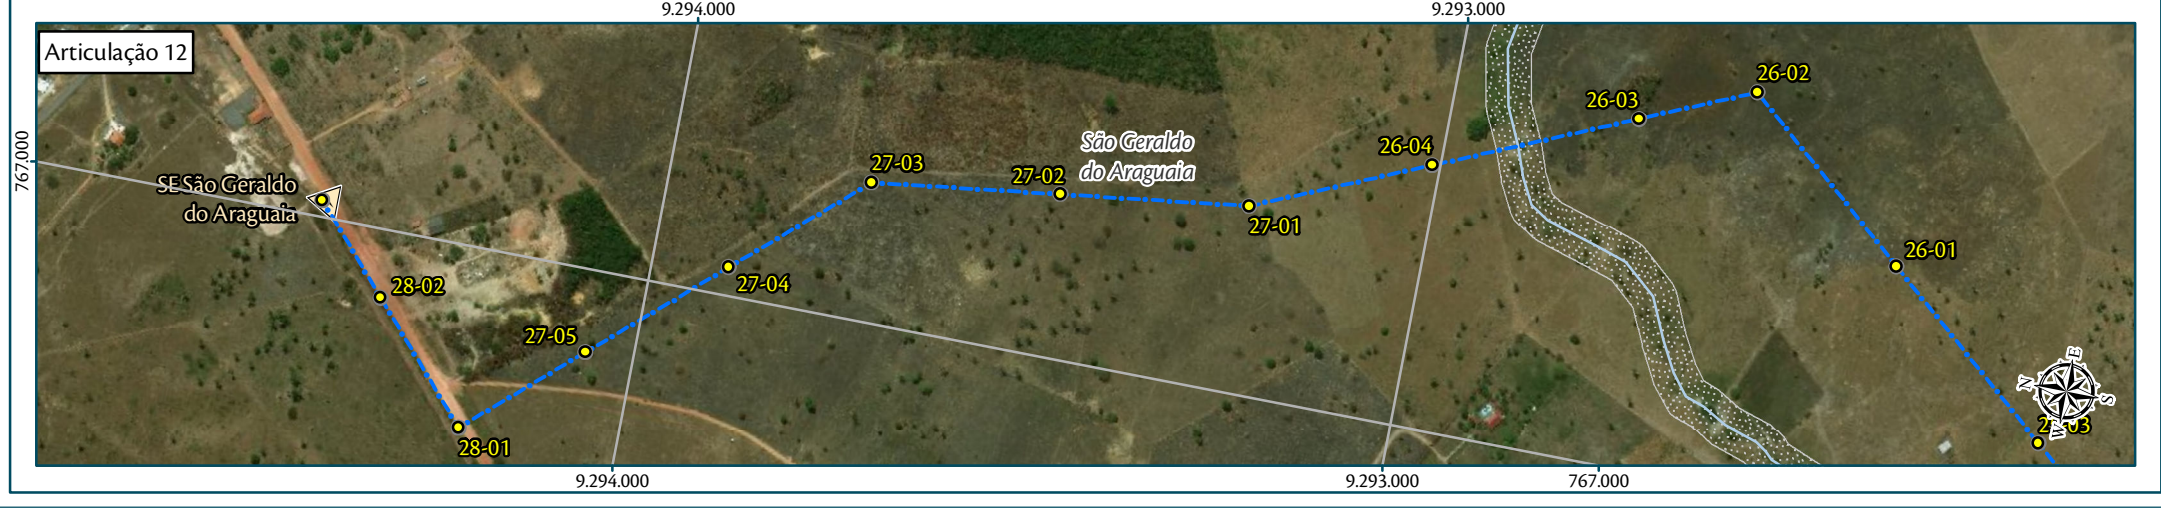 9.294.000
9.293.000
Articulação 12
767.000
26-02
26-03
26-04
São Geraldo
do Araguaia
27-03
27-02
27-01
SE São Geraldo
do Araguaia
26-01
28-02
27-04
27-05
28-01
N
E
S
W
9.294.000
9.293.000
767.000